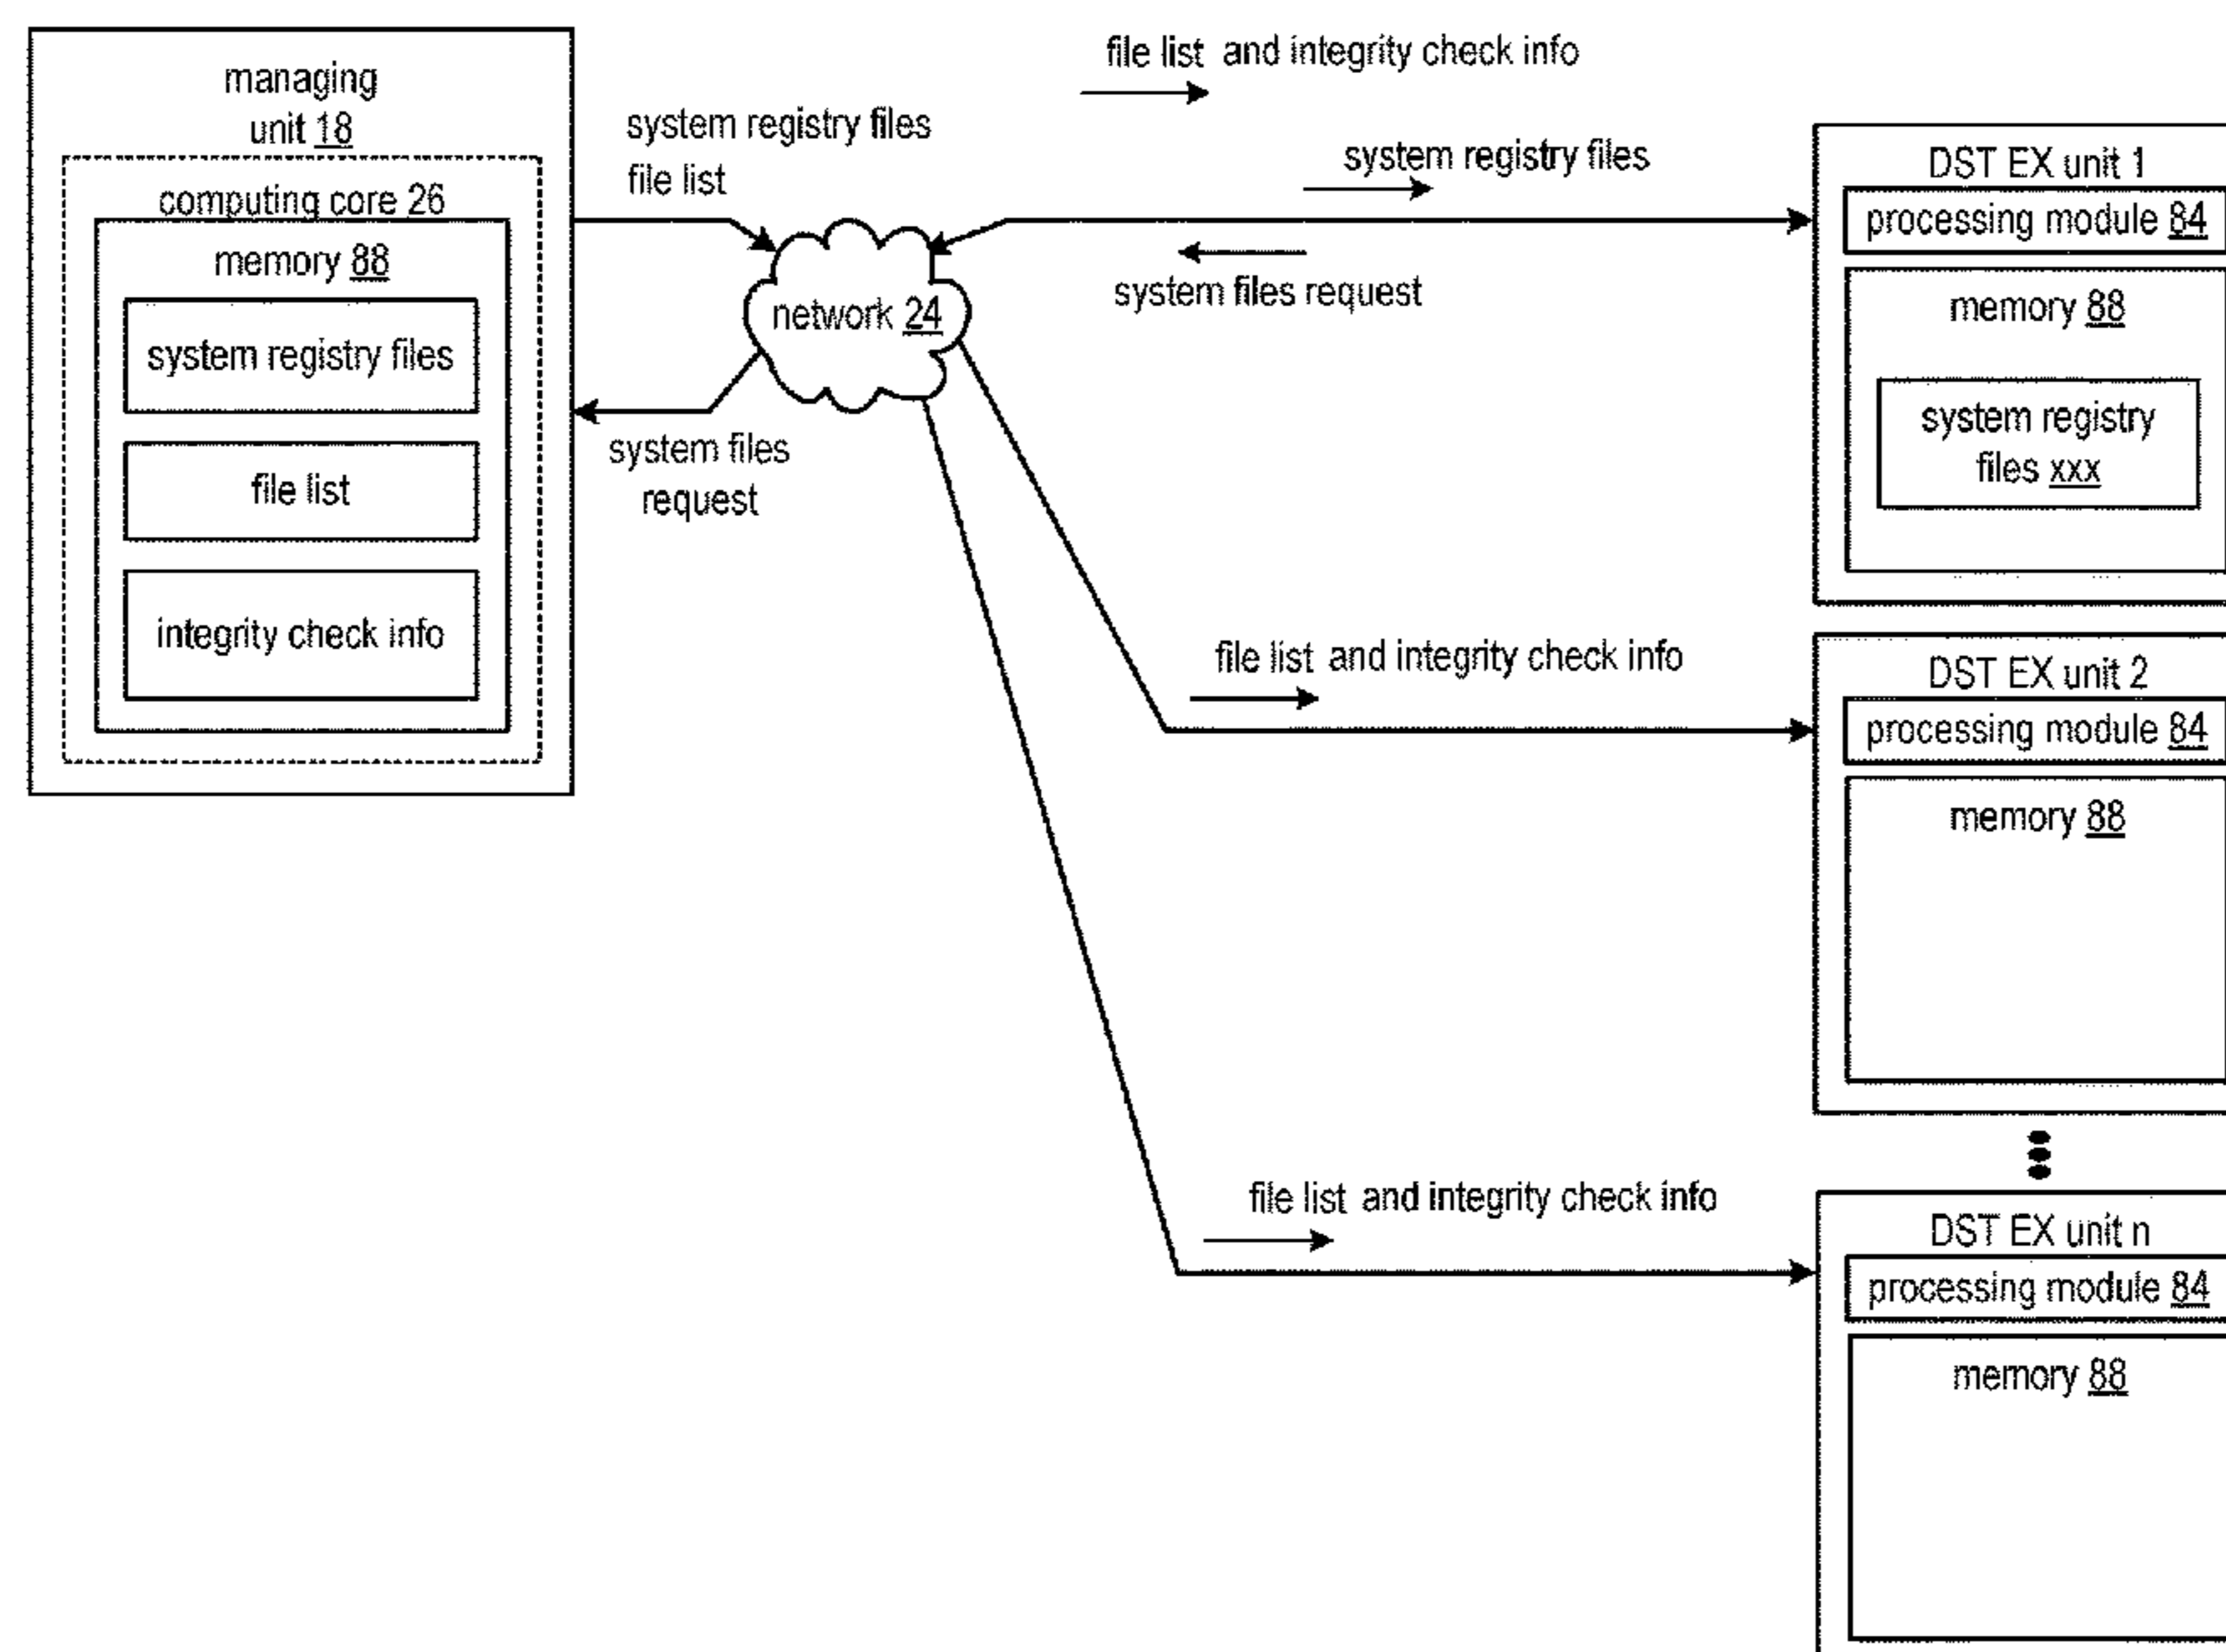 managing
unit 18
computing core 26
memory 88
system registry files
file list
integrity check info
system registry files
file list
system files
request
network 24
file list and integrity check info
system registry files
system files request
file list and integrity check info
file list and integrity check info
DST EX unit 1
processing module 84
memory 88
system registry
files xxx
DST EX unit 2
processing module 84
memory 88
DST EX unit n
processing module 84
memory 88